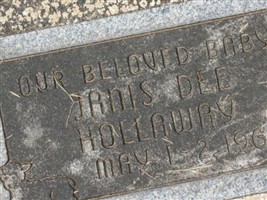 OUR BELOVED BABY
JANIS DEE
HOLLAWAY
MAY 1 - 2, 196